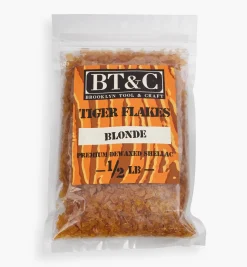 BT&C
BROOKLYN TOOL & CRAFT
TIGER FLAKES
BLONDE
PREMIUM DEWAXED SHELLAC
1/2 LB